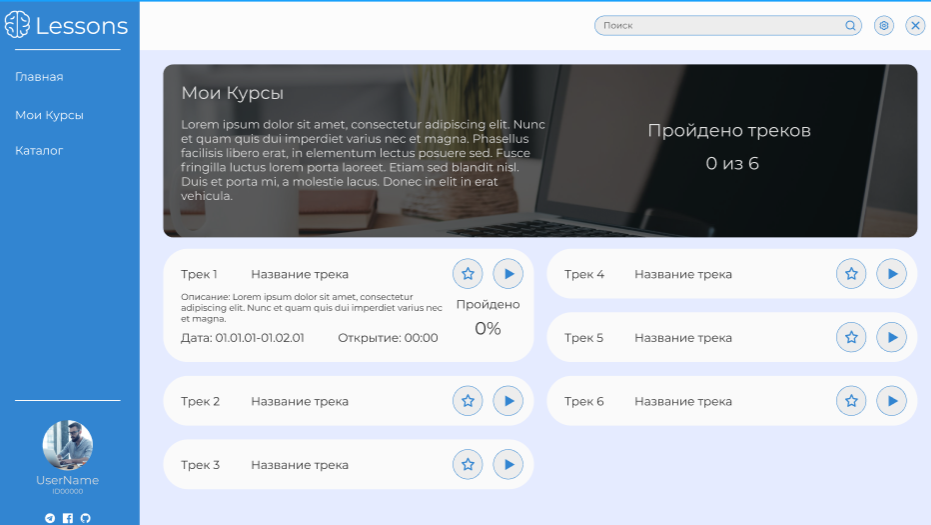 Lessons
Главная
Мои Курсы
Каталог
UserName
ID00000
Поиск
Мои Курсы
Lorem ipsum dolor sit amet, consectetur adipiscing elit. Nunc
et quam quis dui imperdiet varius nec et magna. Phasellus
facilisis libero erat, in elementum lectus posuere sed. Fusce
fringilla luctus lorem porta laoreet. Etiam sed blandit nisl.
Duis et porta mi, a molestie lacus. Donec in elit in erat
vehicula.
Пройдено треков
0 из 6
Трек 1 Название трека
Описание: Lorem ipsum dolor sit amet, consectetur
adipiscing elit. Nunc et quam quis dui imperdiet varius nec
et magna.
Дата: 01.01.01-01.02.01 Открытие: 00:00
Пройдено
0%
Трек 2 Название трека
Трек 3 Название трека
Трек 4 Название трека
Трек 5 Название трека
Трек 6 Название трека